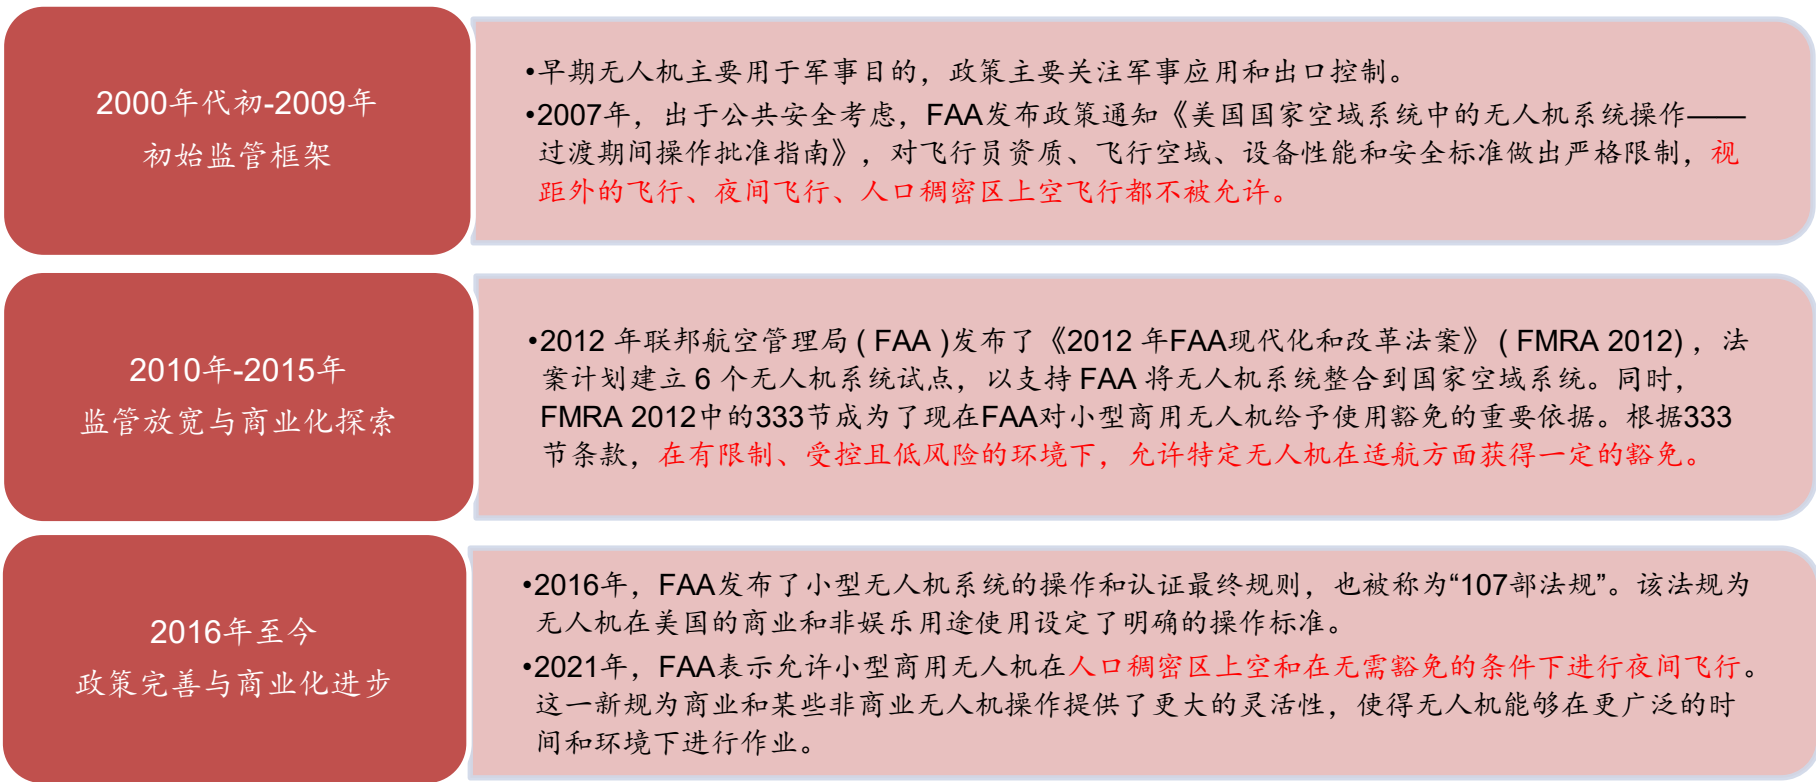 2000年代初-2009年
初始监管框架
•早期无人机主要用于军事目的，政策主要关注军事应用和出口控制。
•2007年，出于公共安全考虑，FAA发布政策通知《美国国家空域系统中的无人机系统操作——
过渡期间操作批准指南》，对飞行员资质、飞行空域、设备性能和安全标准做出严格限制，视
距外的飞行、夜间飞行、人口稠密区上空飞行都不被允许。
2010年-2015年
监管放宽与商业化探索
•2012 年联邦航空管理局 ( FAA )发布了《2012 年FAA现代化和改革法案》 ( FMRA 2012) ，法
案计划建立 6 个无人机系统试点，以支持 FAA 将无人机系统整合到国家空域系统。同时，
FMRA 2012中的333节成为了现在FAA对小型商用无人机给予使用豁免的重要依据。根据333
节条款，在有限制、受控且低风险的环境下，允许特定无人机在适航方面获得一定的豁免。
2016年至今
政策完善与商业化进步
•2016年，FAA发布了小型无人机系统的操作和认证最终规则，也被称为“107部法规”。该法规为
无人机在美国的商业和非娱乐用途使用设定了明确的操作标准。
•2021年，FAA表示允许小型商用无人机在人口稠密区上空和在无需豁免的条件下进行夜间飞行。
这一新规为商业和某些非商业无人机操作提供了更大的灵活性，使得无人机能够在更广泛的时
间和环境下进行作业。